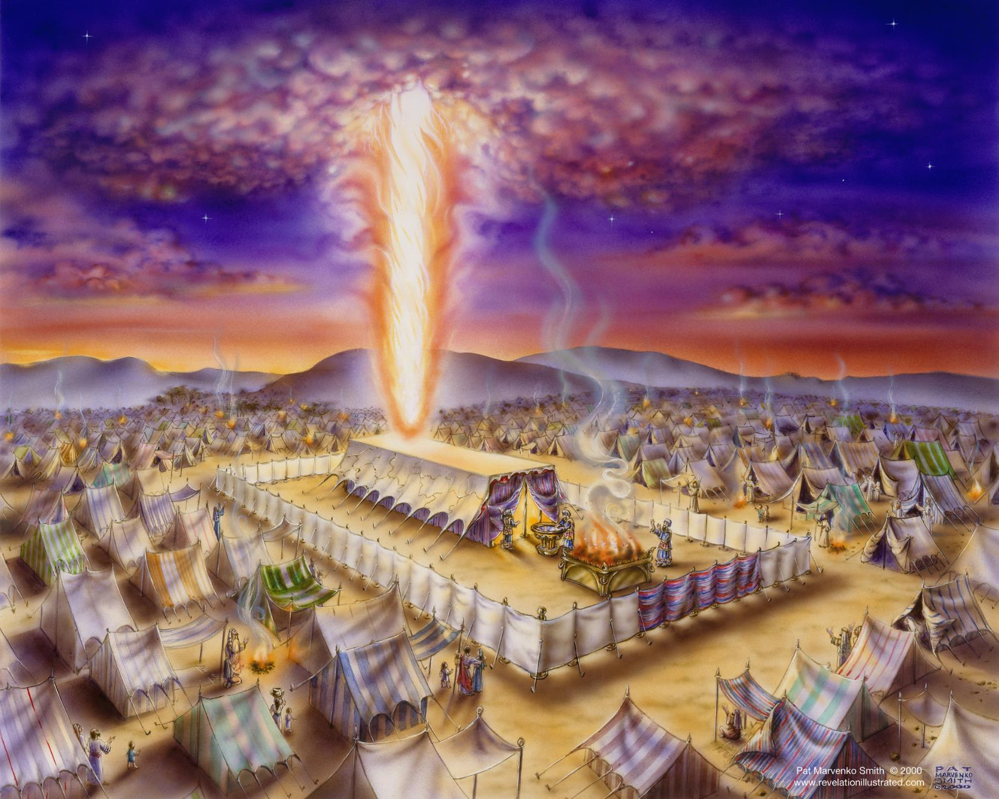 Pat Marvenko Smith © 2000
www.revelationillustrated.com
PAT
MARVENKO
SMITH
©2000